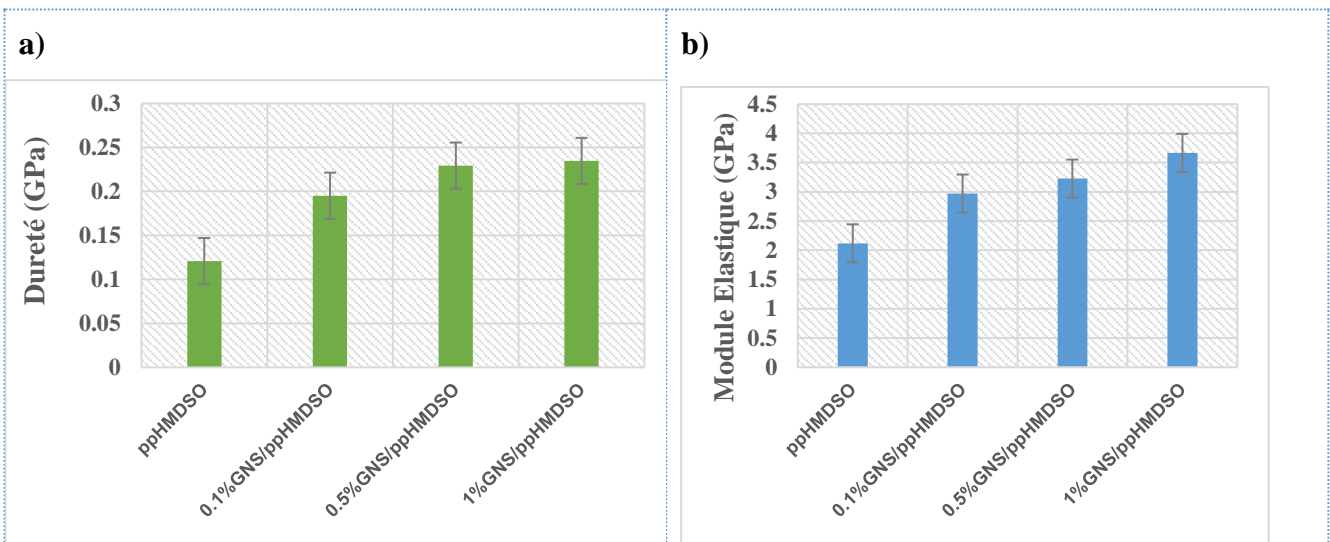 a)
Dureté (GPa)
0.3
0.25
0.2
0.15
0.1
0.05
0
ppHMDSO
0.1%GNS/ppHMDSO
0.5%GNS/ppHMDSO
1%GNS/ppHMDSO
b)
Module Elastique (GPa)
4.5
4
3.5
3
2.5
2
1.5
1
0.5
0
ppHMDSO
0.1%GNS/ppHMDSO
0.5%GNS/ppHMDSO
1%GNS/ppHMDSO